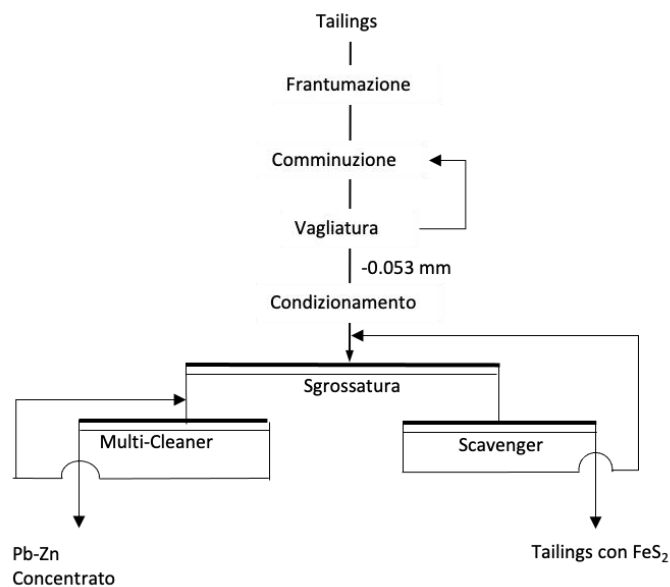 Tailings
Frantumazione
Comminuzione
Vagliatura
-0.053 mm
Condizionamento
Sgrossatura
Multi-Cleaner
Scavenger
Pb-Zn
Concentrato
Tailings con FeS₂